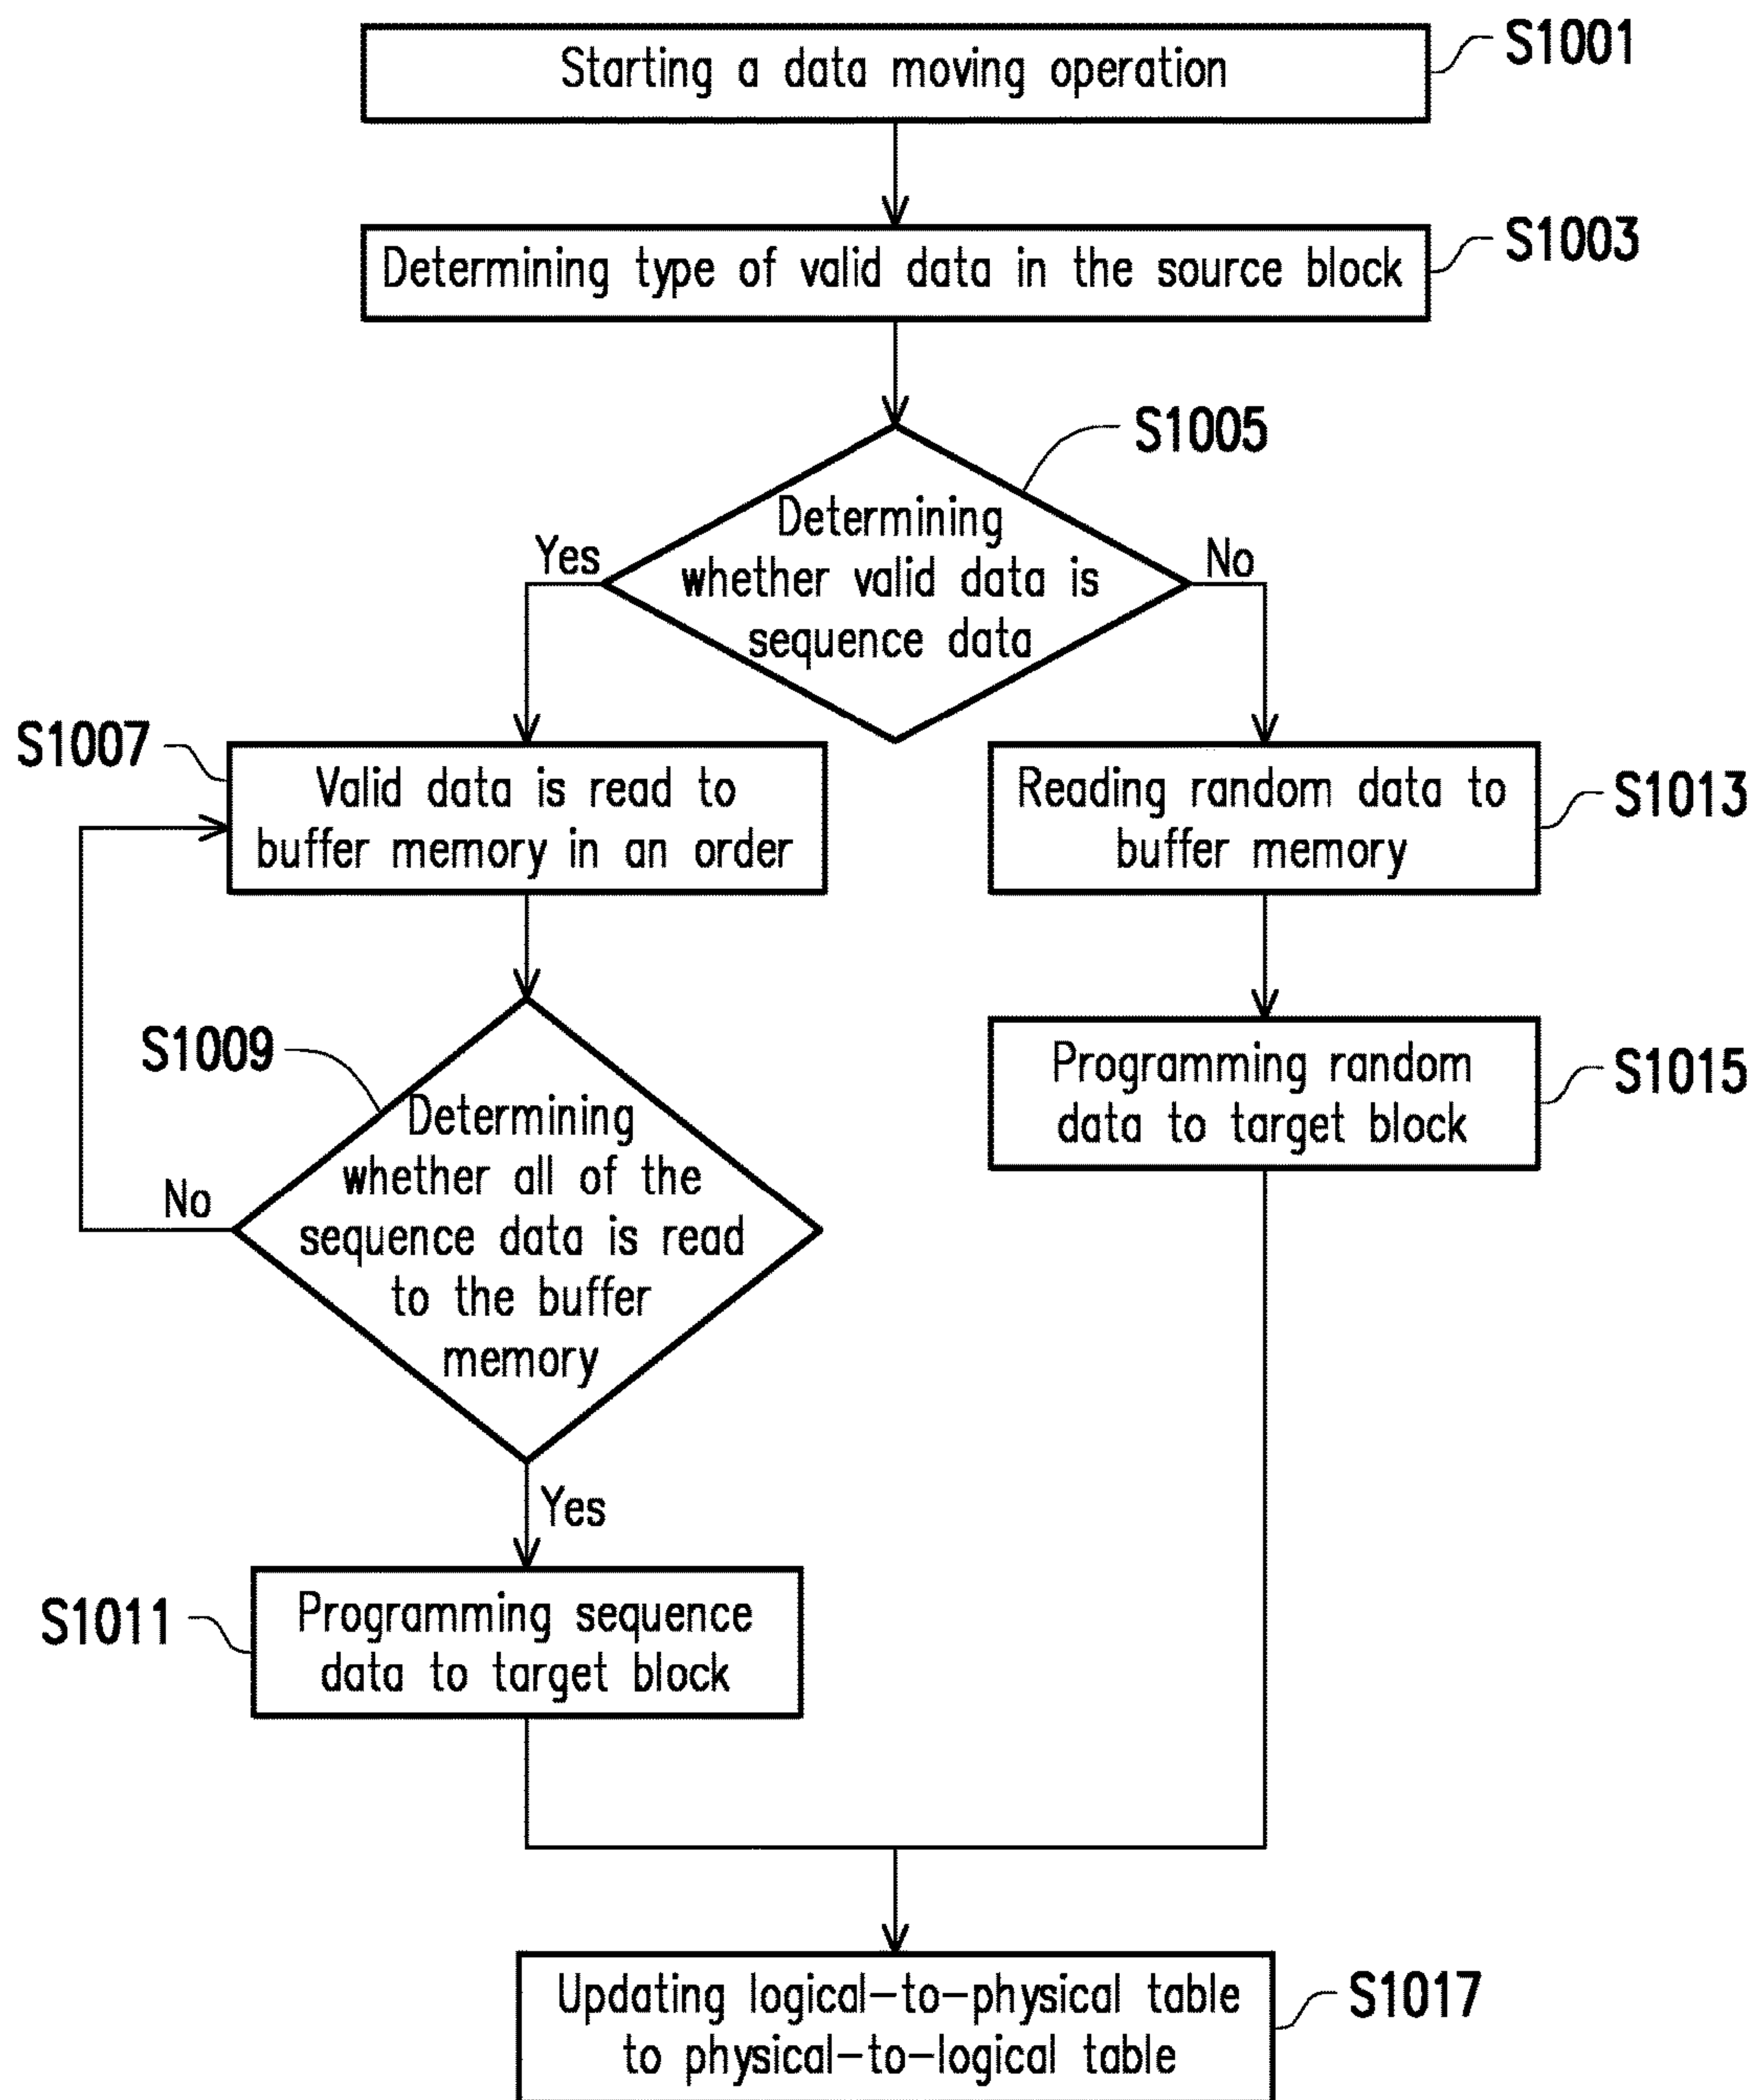 Starting a data moving operation
S1001
Determining type of valid data in the source block
S1003
S1005
Determining
whether valid data is
sequence data
Yes
No
S1007
Valid data is read to
buffer memory in an order
Reading random data to
buffer memory
S1013
S1009
Determining
whether all of the
sequence data is read
to the buffer
memory
No
Yes
Programming random
data to target block
S1015
S1011
Programming sequence
data to target block
Updating logical-to-physical table
to physical-to-logical table
S1017